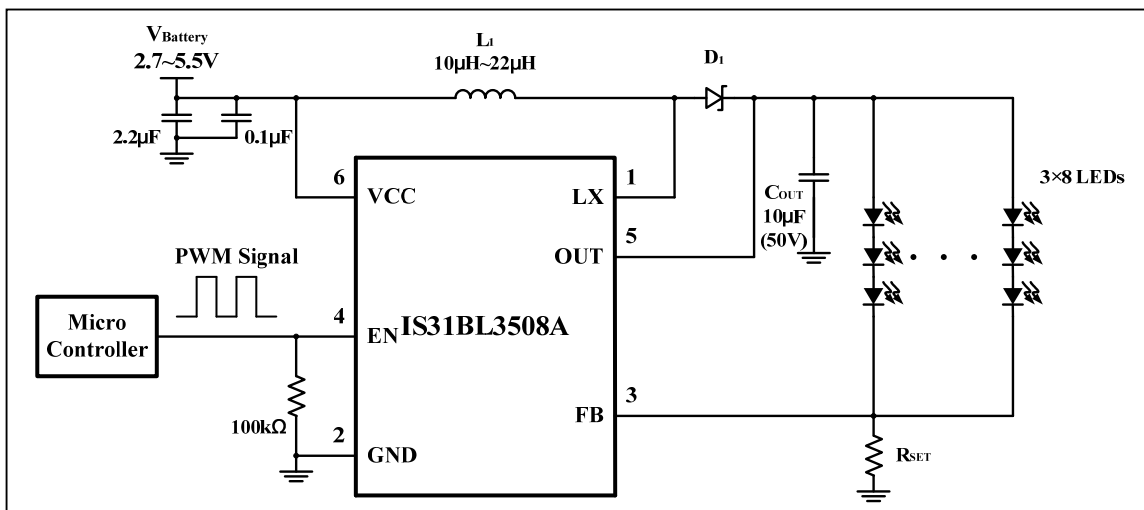 VBattery
2.7~5.5V
L1
10μH~22μH
D1
2.2μF
0.1μF
6
VCC
1
LX
COUT
10μF
(50V)
3×8 LEDs
5
OUT
PWM Signal
Micro
Controller
4
EN
IS31BL3508A
100kΩ
2
GND
3
FB
RSET